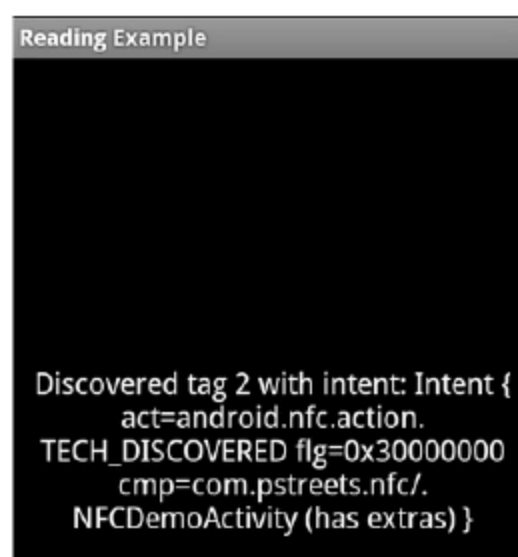 Reading Example
Discovered tag 2 with intent: Intent {
act=android.nfc.action.
TECH_DISCOVERED flg=0x30000000
cmp=com.pstreets.nfc/.
NFCDemoActivity (has extras) }